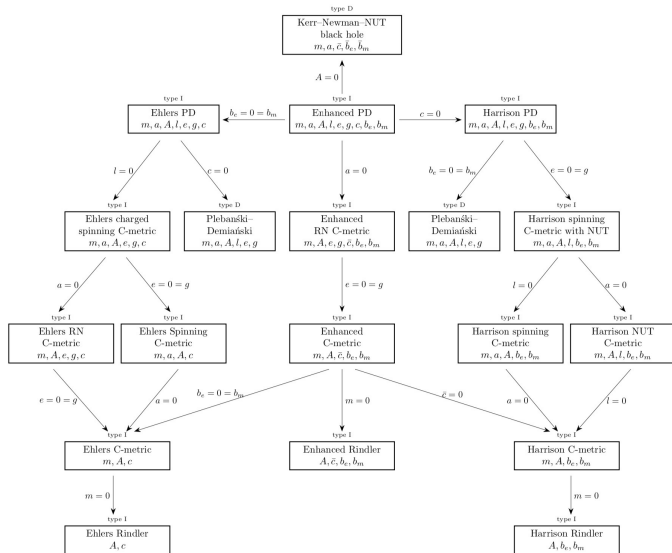 type D
Kerr–Newman–NUT
black hole
m, a, c̄, b̄ₑ, b̄ₘ
A = 0
type I
Ehlers PD
m, a, A, l, e, g, c
bₑ = 0 = bₘ
type I
Enhanced PD
m, a, A, l, e, g, c, bₑ, bₘ
c = 0
type I
Harrison PD
m, a, A, l, e, g, bₑ, bₘ
l = 0
c = 0
a = 0
bₑ = 0 = bₘ
e = 0 = g
type I
Ehlers charged
spinning C-metric
m, a, A, e, g, c
type D
Plebański–
Demiański
m, a, A, l, e, g
type I
Enhanced
RN C-metric
m, A, e, g, c̄, bₑ, bₘ
type D
Plebański–
Demiański
m, a, A, l, e, g
type I
Harrison spinning
C-metric with NUT
m, a, A, l, bₑ, bₘ
a = 0
e = 0 = g
e = 0 = g
l = 0
a = 0
type I
Ehlers RN
C-metric
m, A, e, g, c
type I
Ehlers Spinning
C-metric
m, a, A, c
type I
Enhanced
C-metric
m, A, c̄, bₑ, bₘ
type I
Harrison spinning
C-metric
m, a, A, bₑ, bₘ
type I
Harrison NUT
C-metric
m, A, l, bₑ, bₘ
e = 0 = g
a = 0
bₑ = 0 = bₘ
m = 0
c̄ = 0
a = 0
l = 0
type I
Ehlers C-metric
m, A, c
type I
Enhanced Rindler
A, c̄, bₑ, bₘ
type I
Harrison C-metric
m, A, bₑ, bₘ
m = 0
m = 0
type I
Ehlers Rindler
A, c
type I
Harrison Rindler
A, bₑ, bₘ